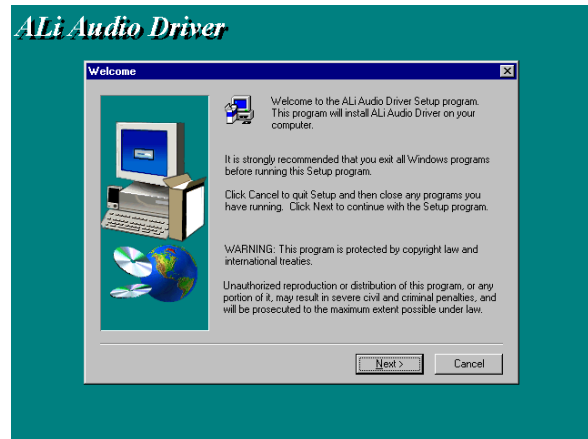 ALi Audio Driver
Welcome
Welcome to the ALi Audio Driver Setup program.
This program will install ALi Audio Driver on your
computer.
It is strongly recommended that you exit all Windows programs
before running this Setup program.
Click Cancel to quit Setup and then close any programs you
have running. Click Next to continue with the Setup program.
WARNING: This program is protected by copyright law and
international treaties.
Unauthorized reproduction or distribution of this program, or any
portion of it, may result in severe civil and criminal penalties, and
will be prosecuted to the maximum extent possible under law.
Next >
Cancel